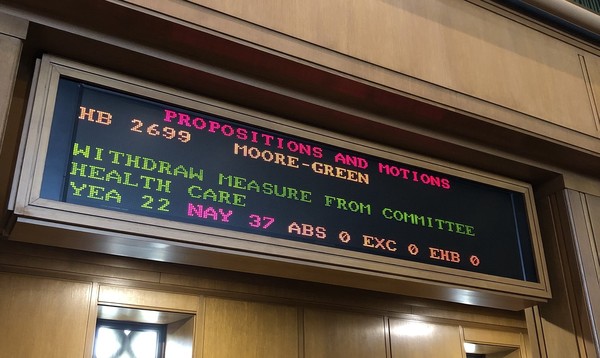 PROPOSITIONS AND MOTIONS
HB 2699 MOORE-GREEN
WITHDRAW MEASURE FROM COMMITTEE
HEALTH CARE
YEA 22 NAY 37 ABS 0 EXC 0 EHB 0